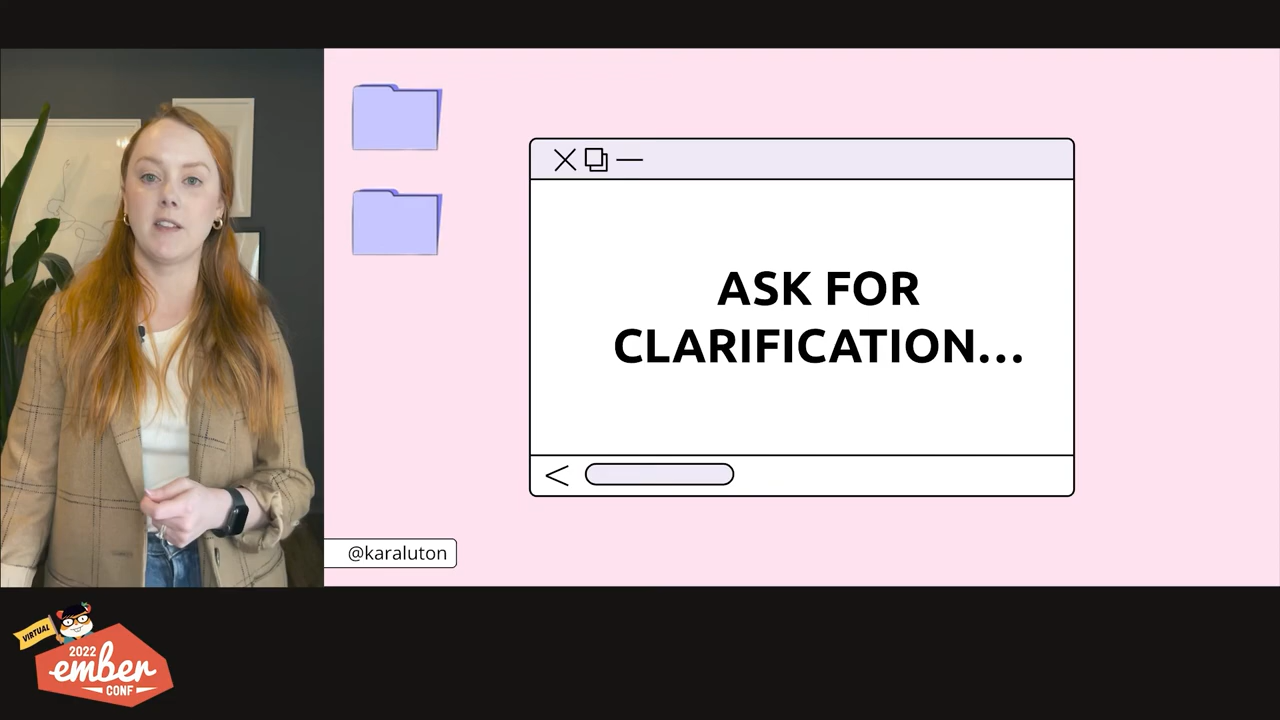 ASK FOR
CLARIFICATION...
@karaluton
VIRTUAL
2022
ember
CONF